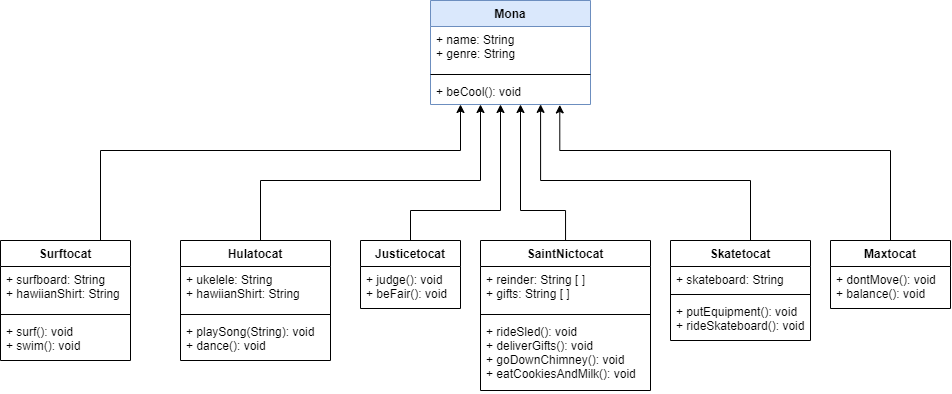 Mona
+ name: String
+ genre: String
+ beCool(): void
Surftocat
+ surfboard: String
+ hawiianShirt: String
+ surf(): void
+ swim(): void
Hulatocat
+ ukelele: String
+ hawiianShirt: String
+ playSong(String): void
+ dance(): void
Justicetocat
+ judge(): void
+ beFair(): void
SaintNictocat
+ reinder: String [ ]
+ gifts: String [ ]
+ rideSled(): void
+ deliverGifts(): void
+ goDownChimney(): void
+ eatCookiesAndMilk(): void
Skatetocat
+ skateboard: String
+ putEquipment(): void
+ rideSkateboard(): void
Maxtocat
+ dontMove(): void
+ balance(): void